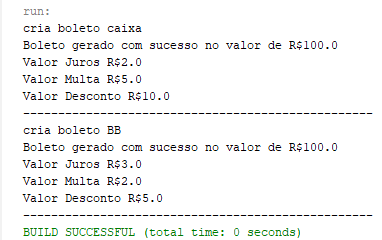 run:
cria boleto caixa
Boleto gerado com sucesso no valor de R$100.0
Valor Juros R$2.0
Valor Multa R$5.0
Valor Desconto R$10.0
--------------------------------------------------
cria boleto BB
Boleto gerado com sucesso no valor de R$100.0
Valor Juros R$3.0
Valor Multa R$2.0
Valor Desconto R$5.0
--------------------------------------------------
BUILD SUCCESSFUL (total time: 0 seconds)